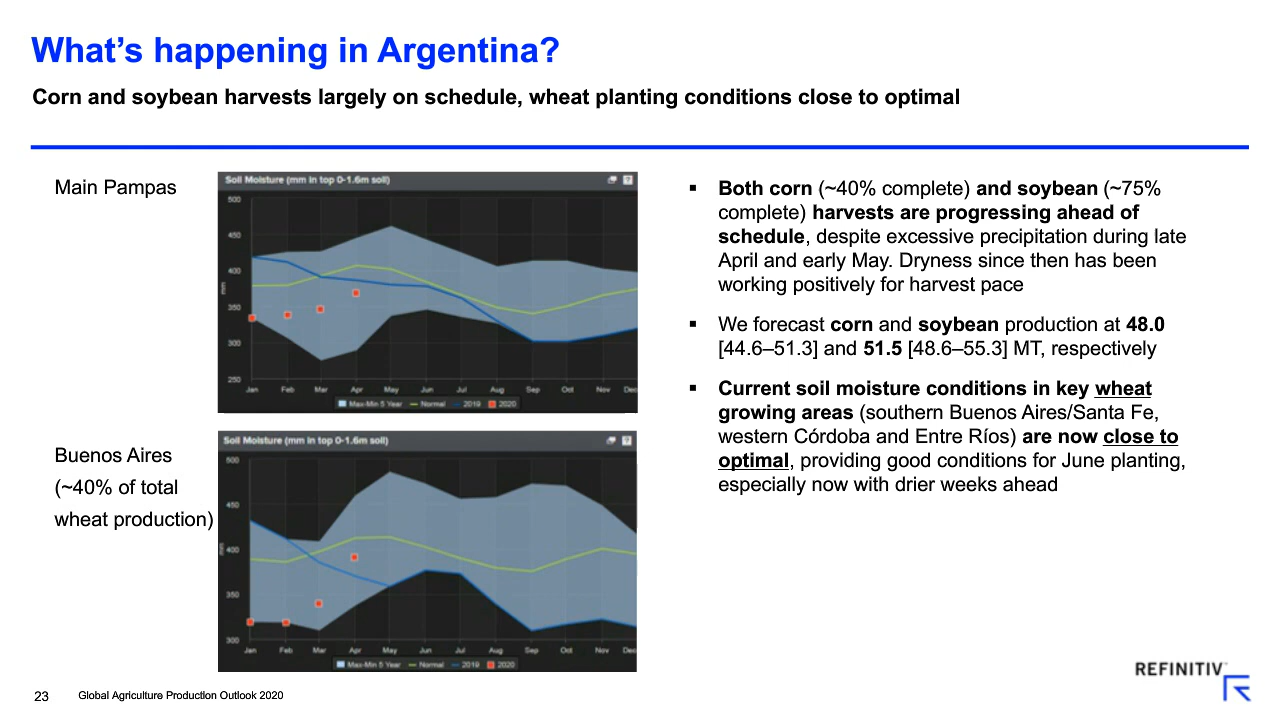 What's happening in Argentina?
Corn and soybean harvests largely on schedule, wheat planting conditions close to optimal
Main Pampas
Soil Moisture (mm in top 0-1.6m soil)
500
450
400
mm
350
300
250
Jan Feb Mar Apr May Jun Jul Aug Sep Oct Nov Dec
Max-Min 5 Year Normal 2019 2020
Buenos Aires
(~40% of total
wheat production)
Soil Moisture (mm in top 0-1.6m soil)
500
450
400
mm
350
300
Jan Feb Mar Apr May Jun Jul Aug Sep Oct Nov Dec
Max-Min 5 Year Normal 2019 2020
▪ Both corn (~40% complete) and soybean (~75%
complete) harvests are progressing ahead of
schedule, despite excessive precipitation during late
April and early May. Dryness since then has been
working positively for harvest pace
▪ We forecast corn and soybean production at 48.0
[44.6–51.3] and 51.5 [48.6–55.3] MT, respectively
▪ Current soil moisture conditions in key wheat
growing areas (southern Buenos Aires/Santa Fe,
western Córdoba and Entre Ríos) are now close to
optimal, providing good conditions for June planting,
especially now with drier weeks ahead
REFINITIV
23 Global Agriculture Production Outlook 2020